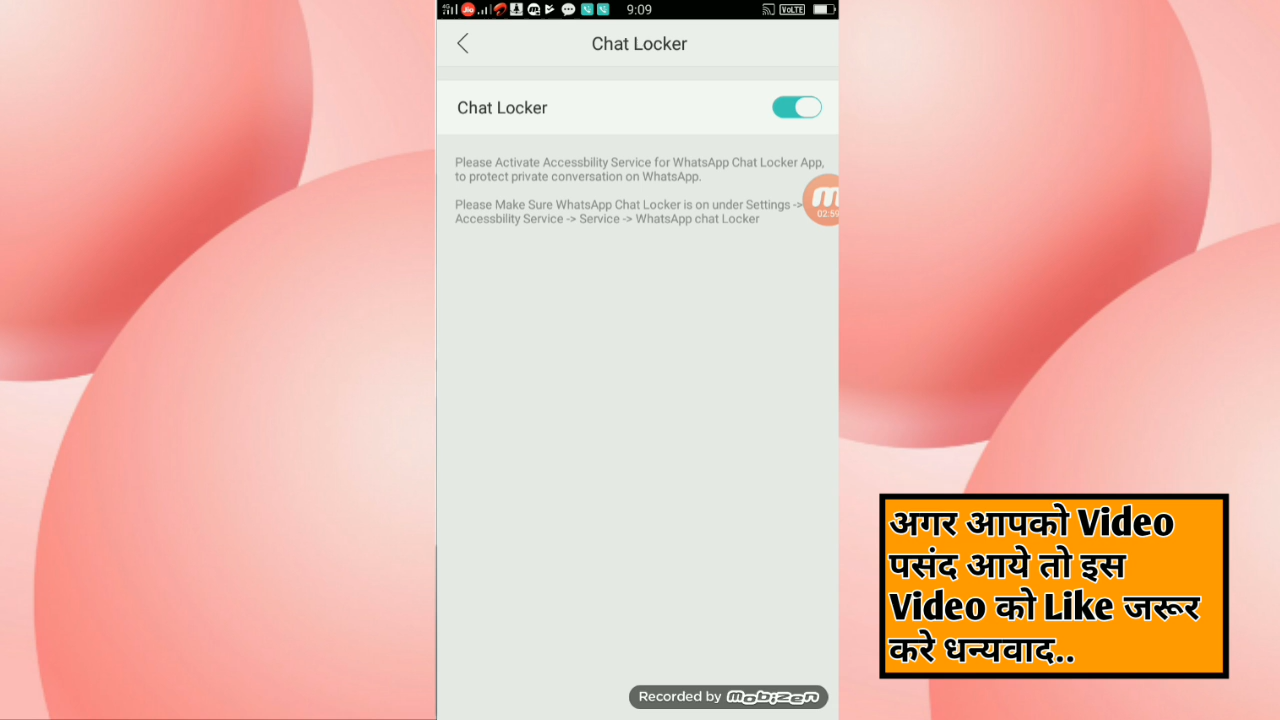 4G
Jio
9:09
VoLTE
Chat Locker
Chat Locker
Please Activate Accessbility Service for WhatsApp Chat Locker App,
to protect private conversation on WhatsApp.
Please Make Sure WhatsApp Chat Locker is on under Settings ->
Accessbility Service -> Service -> WhatsApp chat Locker
m
02:59
अगर आपको Video
पसंद आये तो इस
Video को Like जरूर
करे धन्यवाद..
Recorded by mobizen